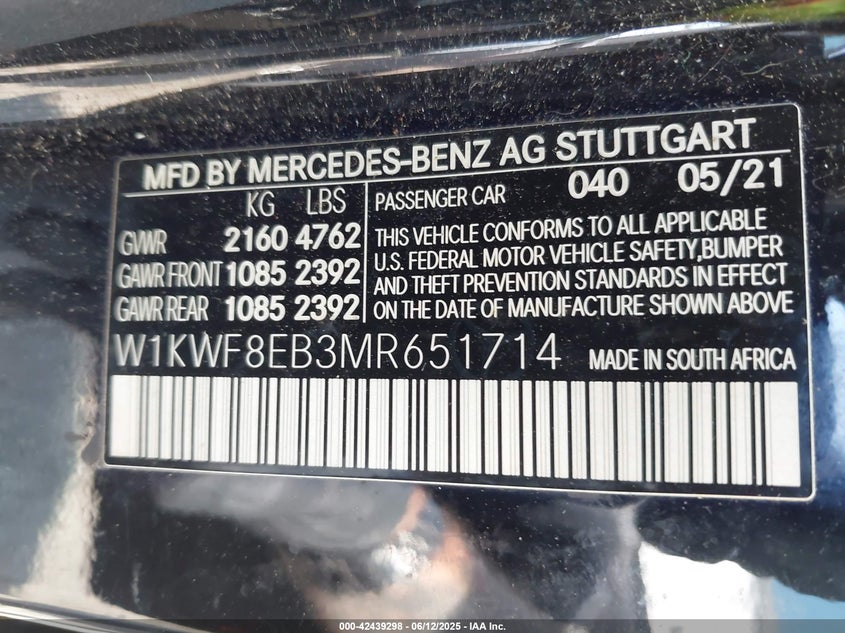 MFD BY MERCEDES-BENZ AG STUTTGART
KG LBS
GVWR 2160 4762
GAWR FRONT 1085 2392
GAWR REAR 1085 2392
PASSENGER CAR 040 05/21
THIS VEHICLE CONFORMS TO ALL APPLICABLE
U.S. FEDERAL MOTOR VEHICLE SAFETY,BUMPER
AND THEFT PREVENTION STANDARDS IN EFFECT
ON THE DATE OF MANUFACTURE SHOWN ABOVE
W1KWF8EB3MR651714 MADE IN SOUTH AFRICA
000-42439298 - 06/12/2025 - IAA Inc.